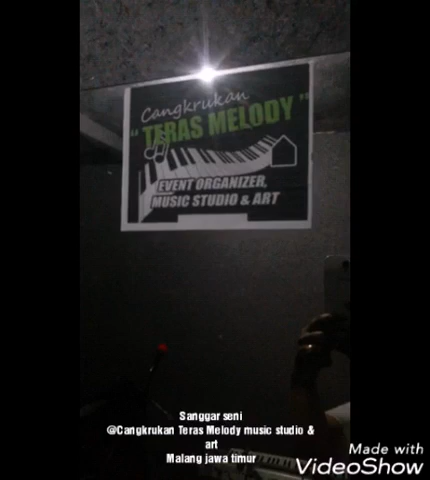 Cangkrukan
" TERAS MELODY "
EVENT ORGANIZER,
MUSIC STUDIO & ART
Sanggar seni
@Cangkrukan Teras Melody music studio &
art
Malang jawa timur
Made with
VideoShow